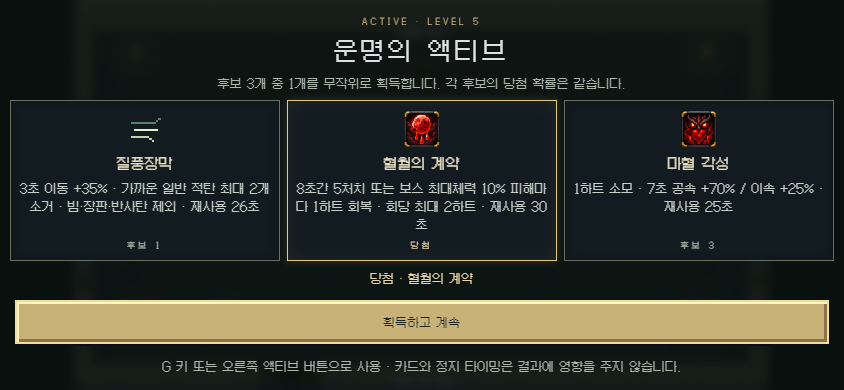 ACTIVE · LEVEL 5
운명의 액티브
후보 3개 중 1개를 무작위로 획득합니다. 각 후보의 당첨 확률은 같습니다.
질풍장막
3초 이동 +35% · 가까운 일반 적탄 최대 2개
소거 · 빔·장판·반사탄 제외 · 재사용 26초
후보 1
혈월의 계약
8초간 5처치 또는 보스 최대체력 10% 피해마
다 1하트 회복 · 회당 최대 2하트 · 재사용 30
초
당첨
마혈 각성
1하트 소모 · 7초 공속 +70% / 이속 +25% ·
재사용 25초
후보 3
당첨 · 혈월의 계약
획득하고 계속
G 키 또는 오른쪽 액티브 버튼으로 사용 · 카드와 정지 타이밍은 결과에 영향을 주지 않습니다.